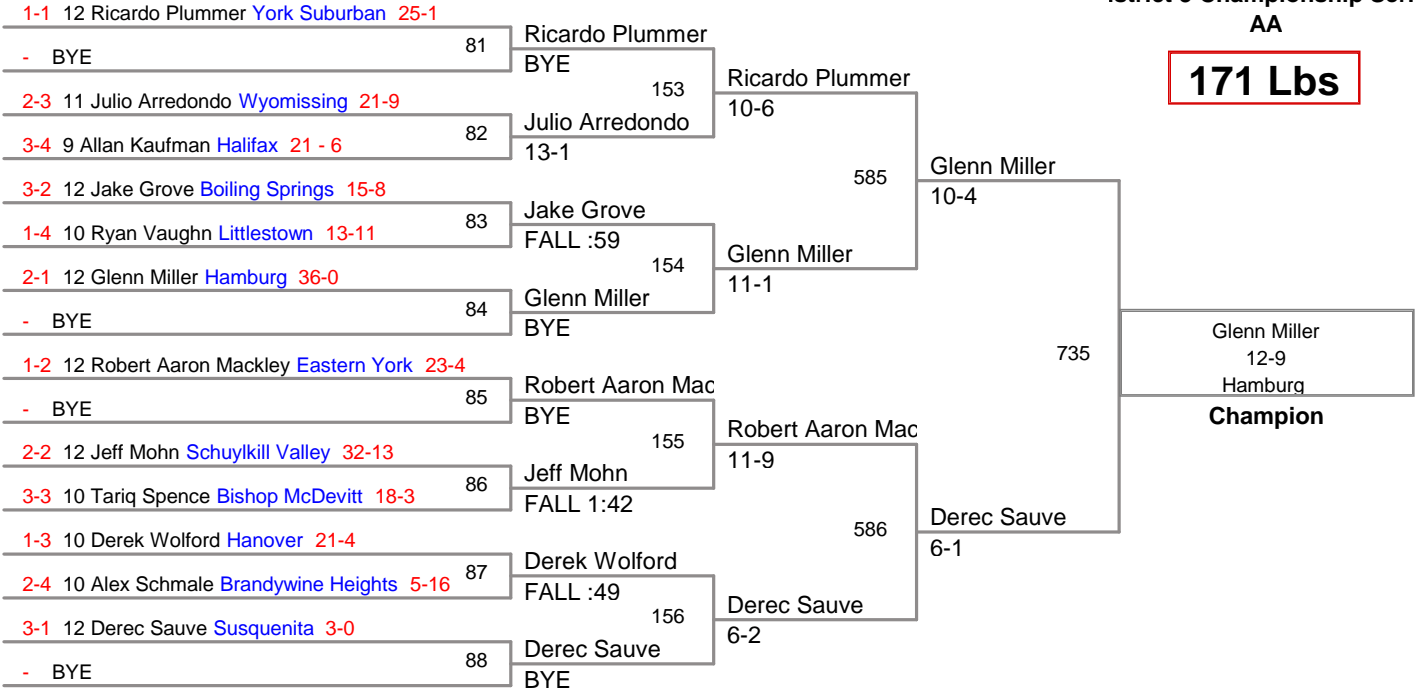 istrict 3 Championship Seri
AA
171 Lbs
1-1 12 Ricardo Plummer York Suburban 25-1
- BYE
2-3 11 Julio Arredondo Wyomissing 21-9
3-4 9 Allan Kaufman Halifax 21 - 6
3-2 12 Jake Grove Boiling Springs 15-8
1-4 10 Ryan Vaughn Littlestown 13-11
2-1 12 Glenn Miller Hamburg 36-0
- BYE
1-2 12 Robert Aaron Mackley Eastern York 23-4
- BYE
2-2 12 Jeff Mohn Schuylkill Valley 32-13
3-3 10 Tariq Spence Bishop McDevitt 18-3
1-3 10 Derek Wolford Hanover 21-4
2-4 10 Alex Schmale Brandywine Heights 5-16
3-1 12 Derec Sauve Susquenita 3-0
- BYE
81
82
83
84
85
86
87
88
Ricardo Plummer
BYE
Julio Arredondo
13-1
Jake Grove
FALL :59
Glenn Miller
BYE
Robert Aaron Mac
BYE
Jeff Mohn
FALL 1:42
Derek Wolford
FALL :49
Derec Sauve
BYE
153
154
155
156
Ricardo Plummer
10-6
Glenn Miller
11-1
Robert Aaron Mac
11-9
Derec Sauve
6-2
585
586
Glenn Miller
10-4
Derec Sauve
6-1
735
Glenn Miller
12-9
Hamburg
Champion